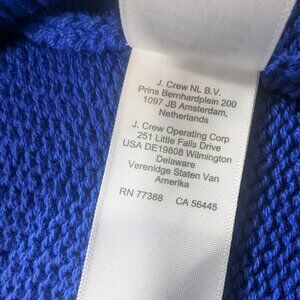 J. Crew NL B.V.
Prins Bernhardplein 200
1097 JB Amsterdam,
Netherlands
J. Crew Operating Corp
251 Little Falls Drive
USA DE19808 Wilmington
Delaware
Verenidge Staten Van
Amerika
RN 77388 CA 56445